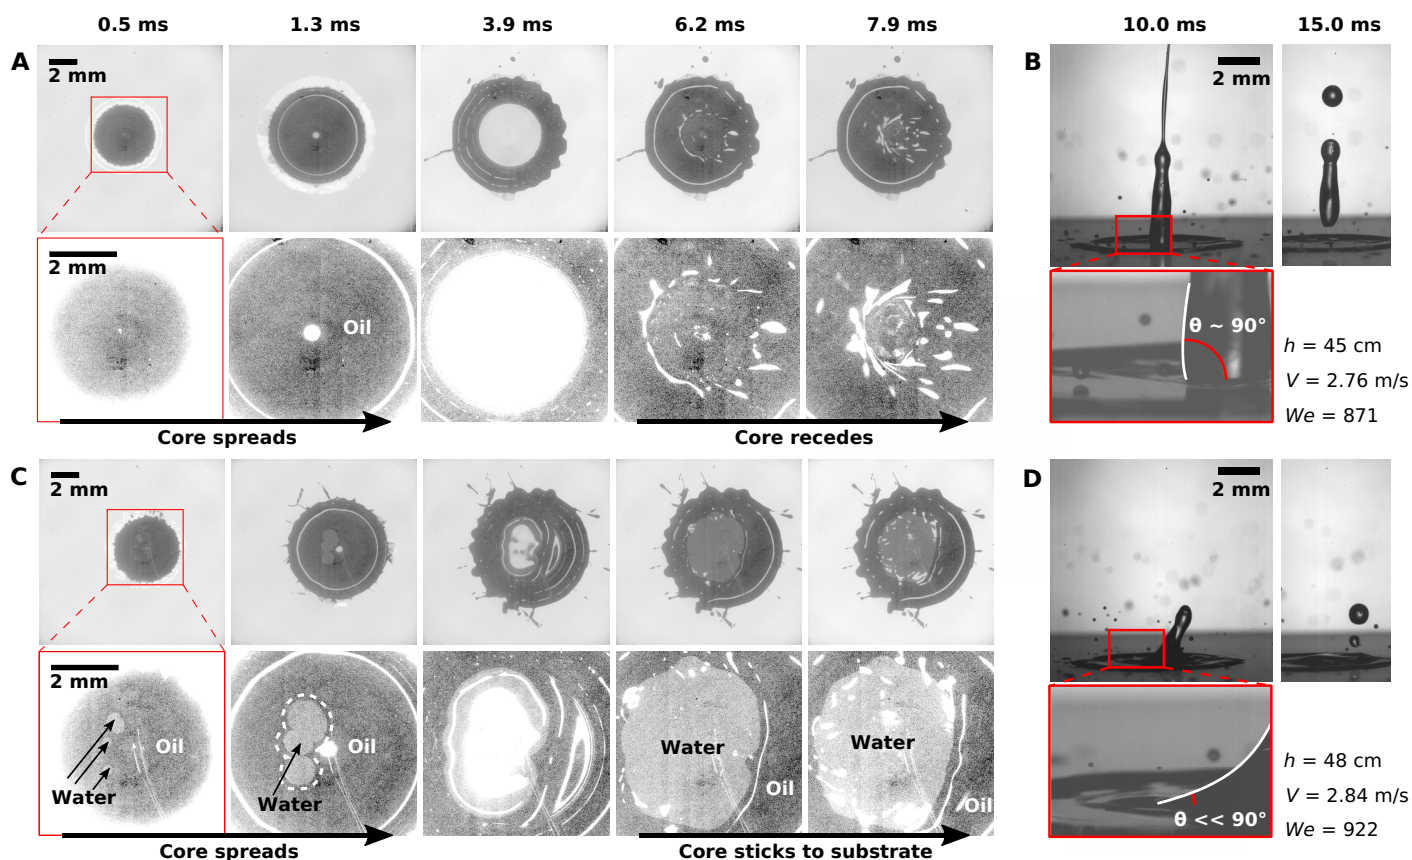 0.5 ms 1.3 ms 3.9 ms 6.2 ms 7.9 ms 10.0 ms 15.0 ms
A
2 mm
B
2 mm
2 mm
Oil
θ ~ 90°
h = 45 cm
V = 2.76 m/s
We = 871
Core spreads
Core recedes
C
2 mm
D
2 mm
2 mm
Oil
Water
Oil
Water
Water
Oil
Water
Oil
θ << 90°
h = 48 cm
V = 2.84 m/s
We = 922
Core spreads
Core sticks to substrate